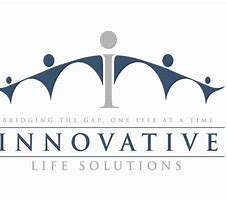 BRIDGING THE GAP, ONE LIFE AT A TIME
INNOVATIVE
LIFE SOLUTIONS